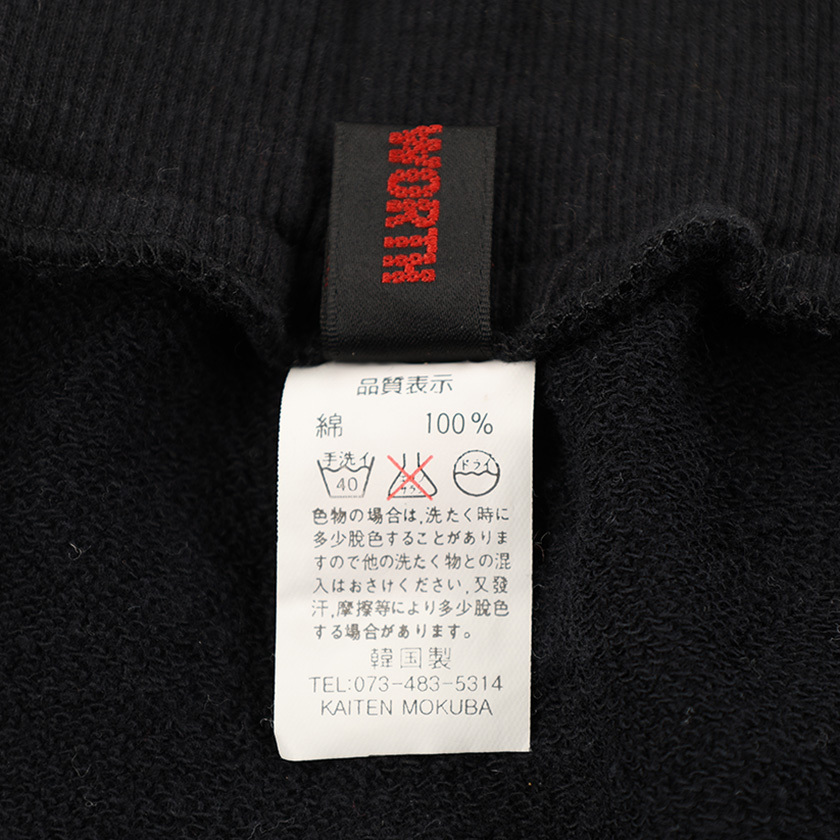 WORTH
品質表示
綿 100%
手洗イ ドライ
40
色物の場合は,洗たく時に
多少脫色することがありま
すので他の洗たく物との混
入はおさけください,又發
汗,摩擦等により多少脫色
する場合があります。
韓国製
TEL:073-483-5314
KAITEN MOKUBA